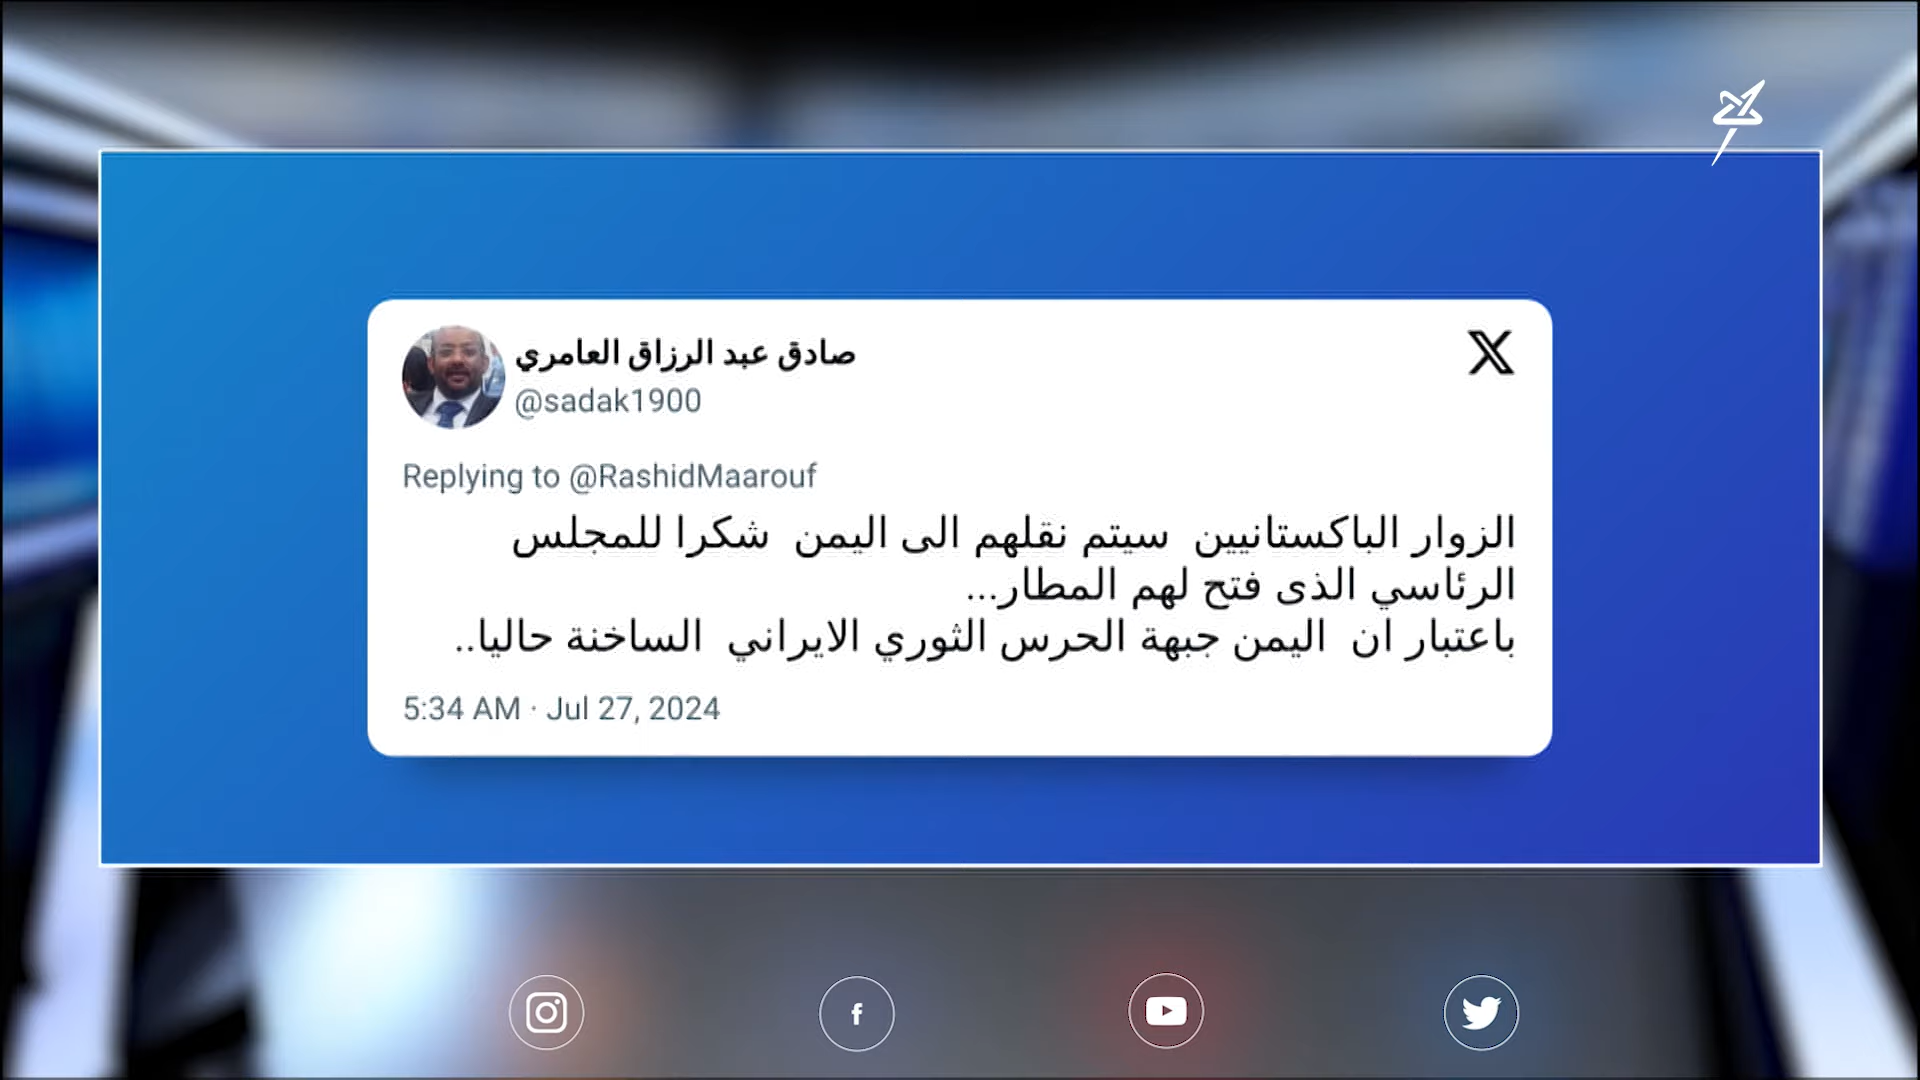 صادق عبد الرزاق العامري
@sadak1900
Replying to @RashidMaarouf
الزوار الباكستانيين سيتم نقلهم الى اليمن شكرا للمجلس
الرئاسي الذى فتح لهم المطار...
باعتبار ان اليمن جبهة الحرس الثوري الايراني الساخنة حاليا..
5:34 AM · Jul 27, 2024